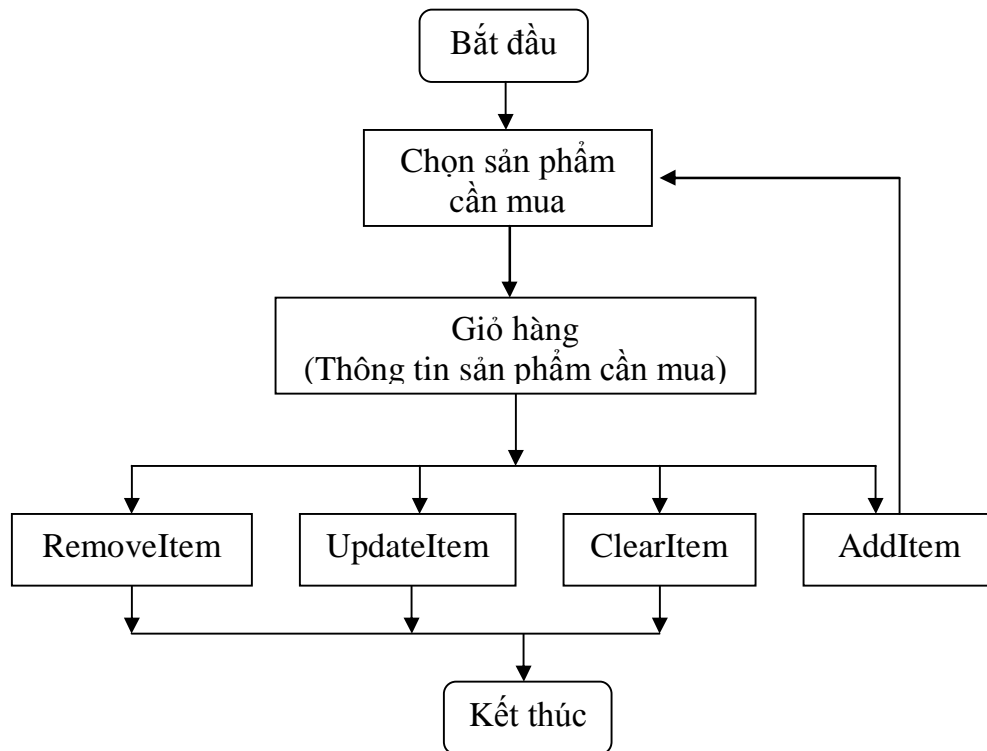 Bắt đầu
Chọn sản phẩm
cần mua
Giỏ hàng
(Thông tin sản phẩm cần mua)
RemoveItem
UpdateItem
ClearItem
AddItem
Kết thúc